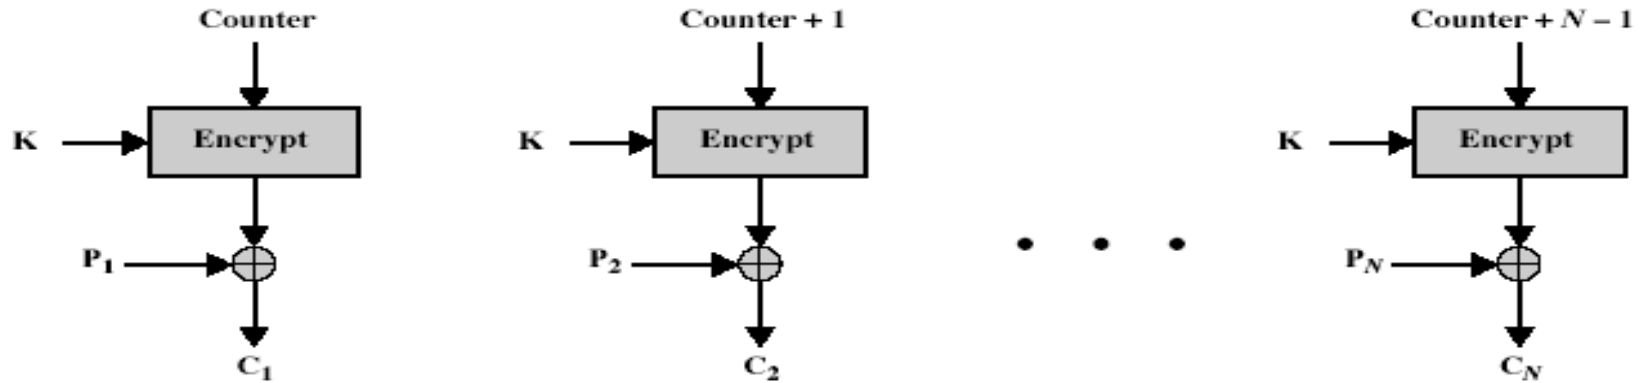 Counter Counter + 1 Counter + N – 1
K Encrypt K Encrypt K Encrypt
P1 P2 PN
C1 C2 CN